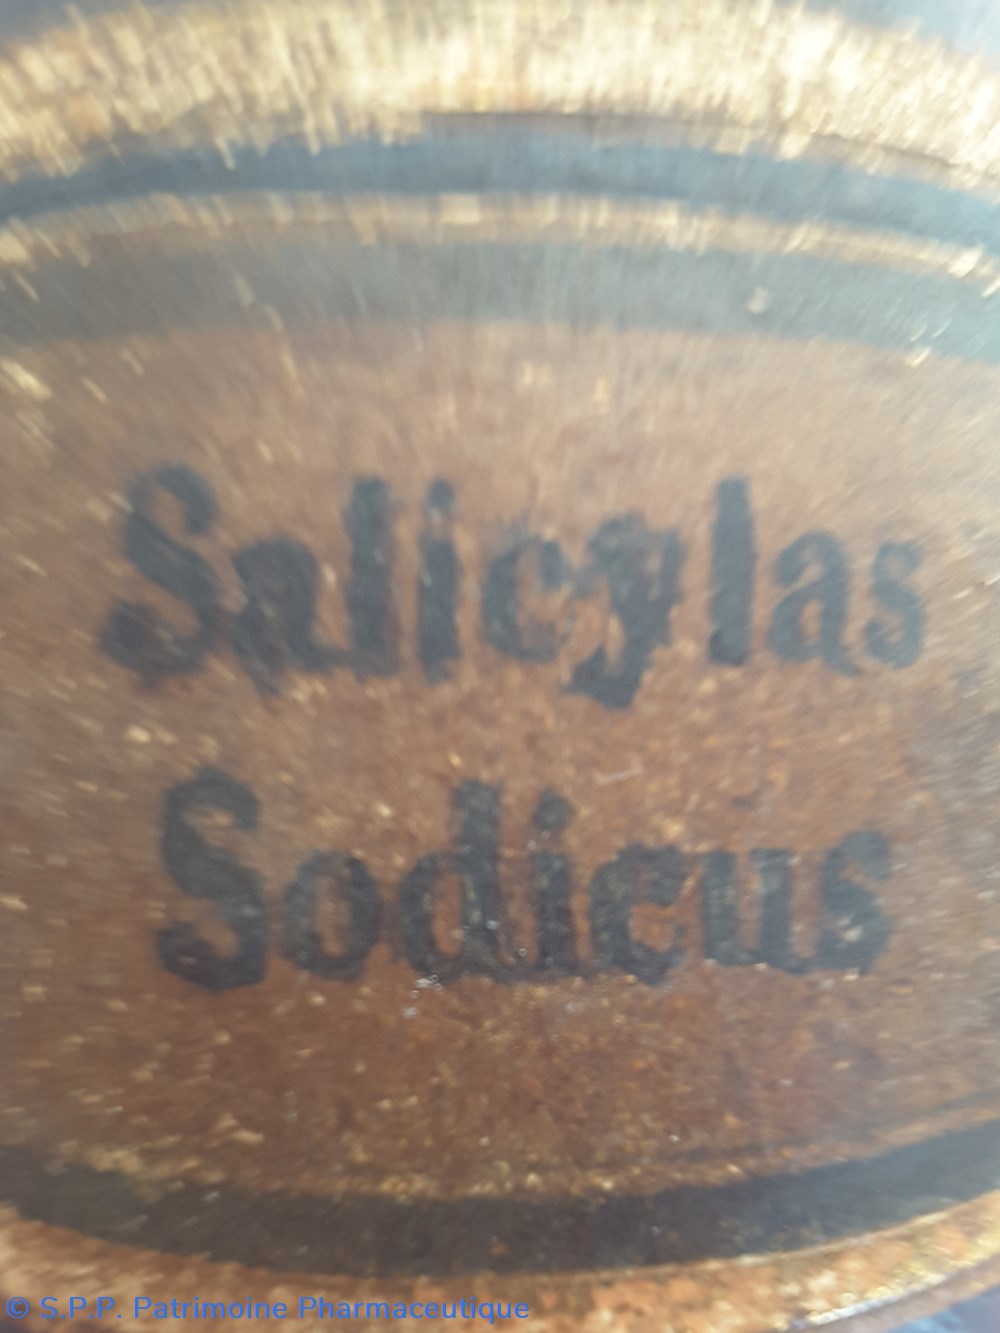 Salicylas
Sodicus
© S.P.P. Patrimoine Pharmaceutique